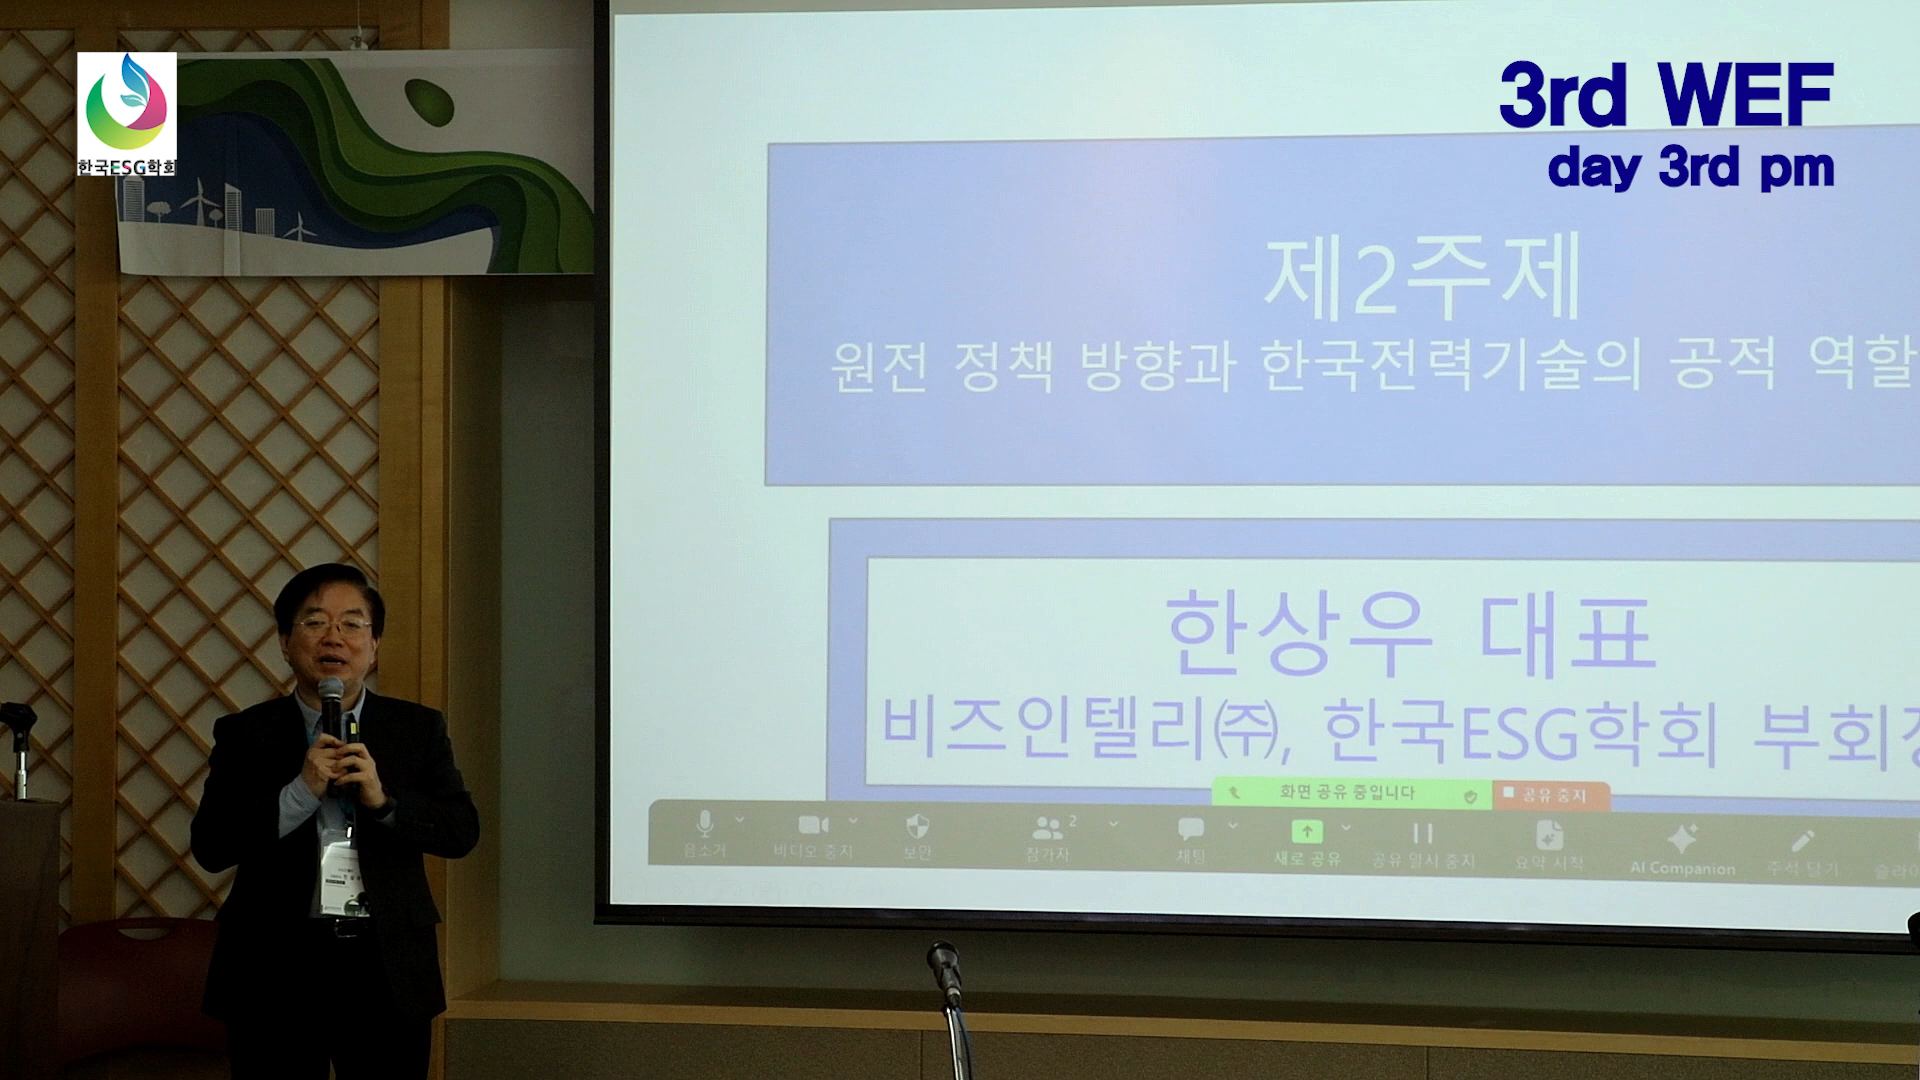 한국ESG학회
3rd WEF
day 3rd pm
제2주제
원전 정책 방향과 한국전력기술의 공적 역할
한상우 대표
비즈인텔리㈜, 한국ESG학회
화면 공유 중입니다
공유 중지
음소거
비디오 중지
보안
참가자
2
채팅
새로 공유
공유 일시 중지
요약 시작
AI Companion
주석 달기